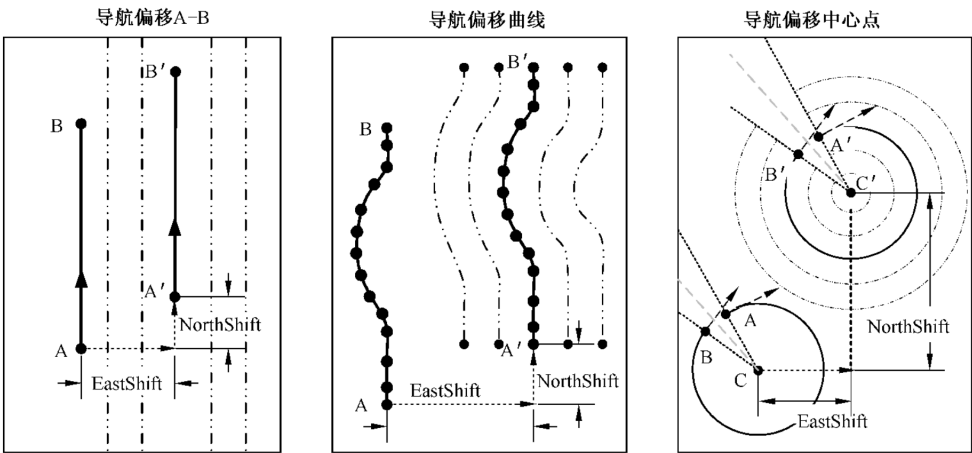 导航偏移A-B
导航偏移曲线
导航偏移中心点
B
B'
A'
NorthShift
A
EastShift
B
B'
A
EastShift
A'
NorthShift
A'
B'
C'
A
B
C
NorthShift
EastShift